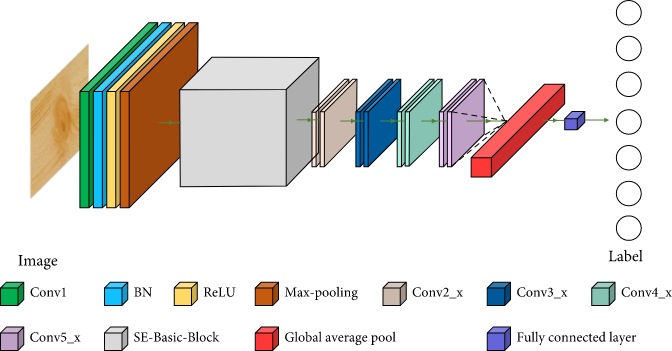 Image
Label
Conv1
BN
ReLU
Max-pooling
Conv2_x
Conv3_x
Conv4_x
Conv5_x
SE-Basic-Block
Global average pool
Fully connected layer